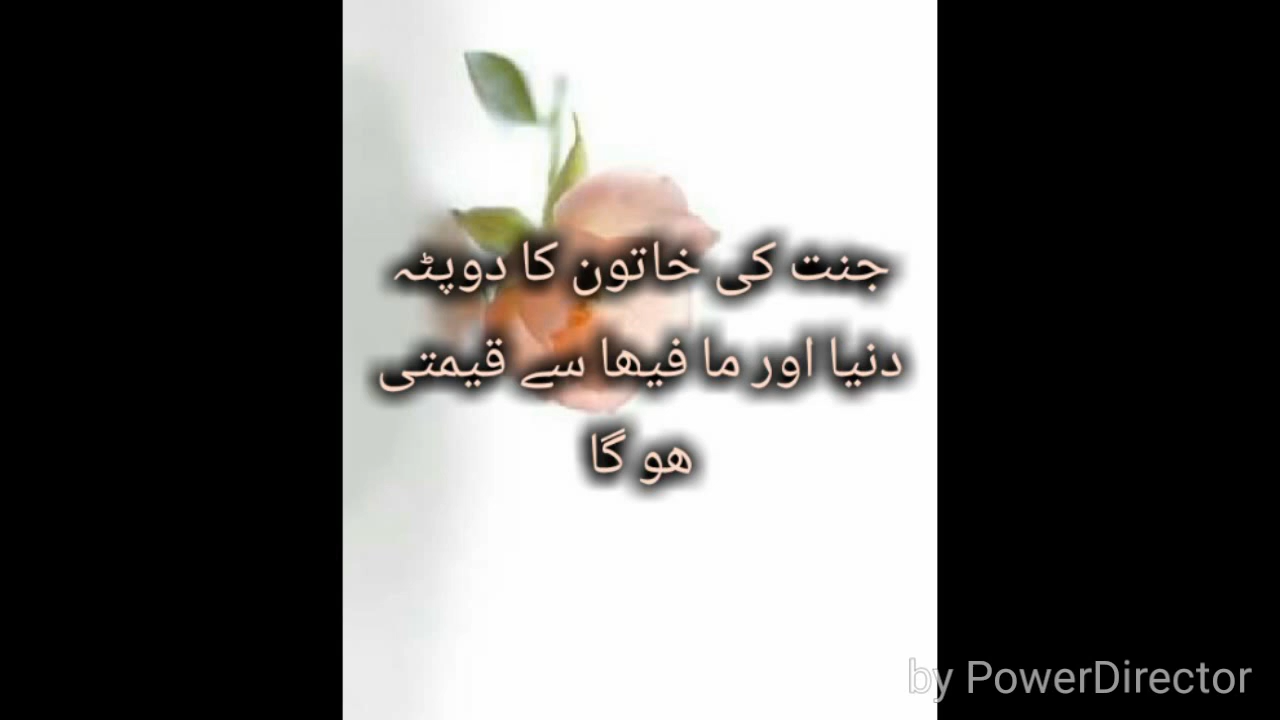 جنت کی خاتون کا دوپٹہ
دنیا اور ما فیھا سے قیمتی
ھو گا
by PowerDirector